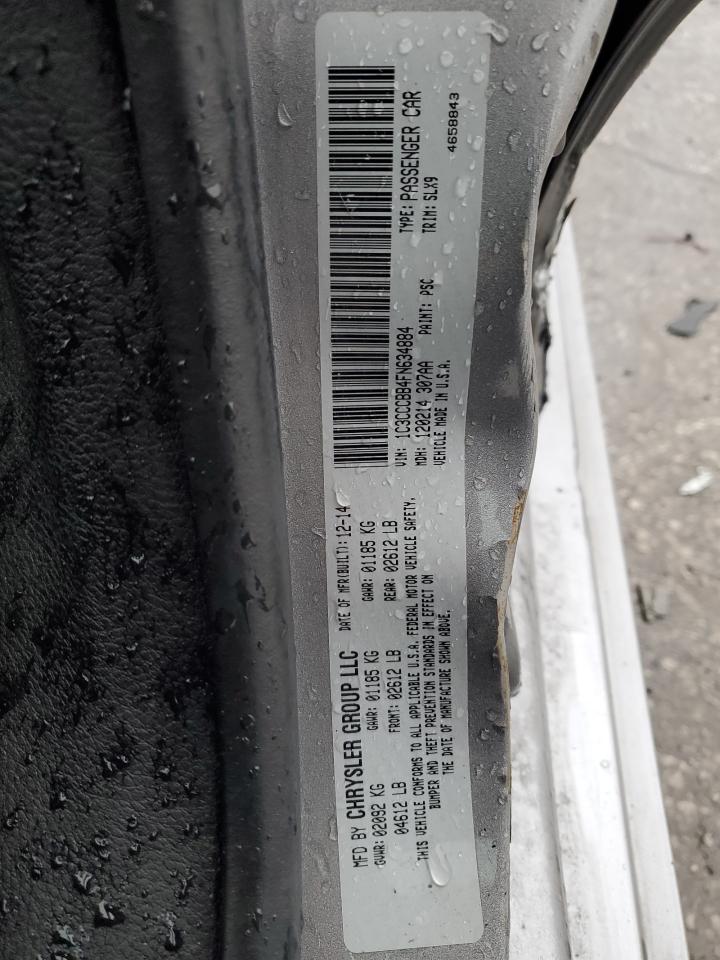 MFD BY CHRYSLER GROUP LLC DATE OF MFR(BUILT): 12-14
GVWR: 02092 KG GAWR: 01185 KG GAWR: 01185 KG
04612 LB FRONT: 02612 LB REAR: 02612 LB
THIS VEHICLE CONFORMS TO ALL APPLICABLE U.S.A. FEDERAL MOTOR VEHICLE SAFETY,
BUMPER AND THEFT PREVENTION STANDARDS IN EFFECT ON
THE DATE OF MANUFACTURE SHOWN ABOVE.
VIN: 1C3CCCBB4FN634884 TYPE: PASSENGER CAR
MDH: 120214 307AA PAINT: PSC TRIM: SLX9
VEHICLE MADE IN U.S.A. 4658843